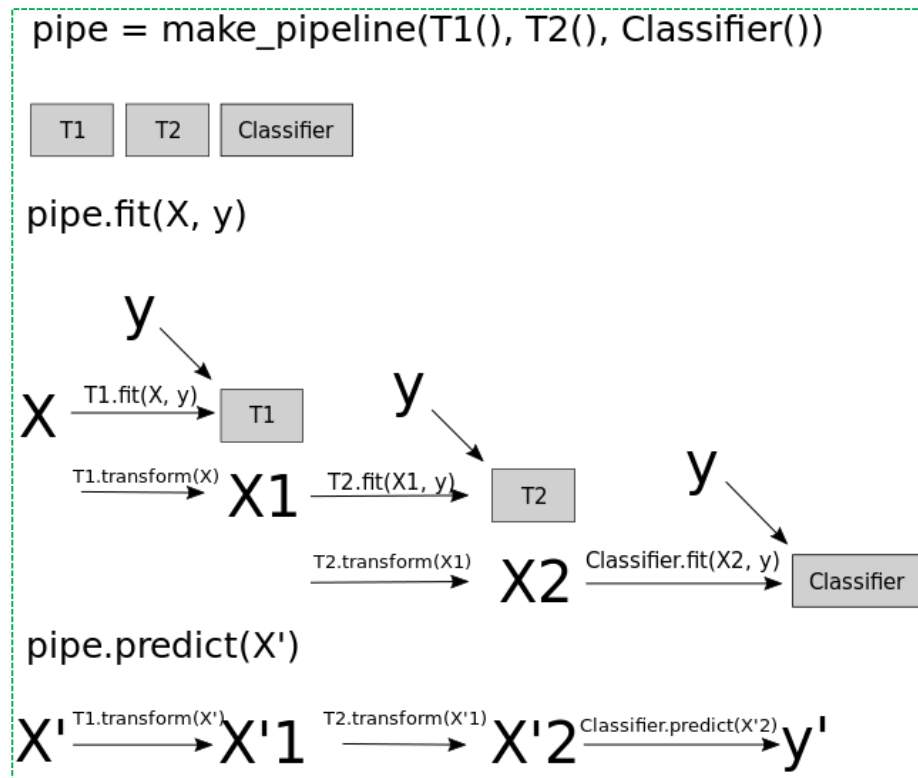 pipe = make_pipeline(T1(), T2(), Classifier())
T1 T2 Classifier
pipe.fit(X, y)
y
T1.fit(X, y)
X
T1
y
T1.transform(X)
X1
T2.fit(X1, y)
T2
y
T2.transform(X1)
X2
Classifier.fit(X2, y)
Classifier
pipe.predict(X')
X' T1.transform(X') X'1 T2.transform(X'1) X'2 Classifier.predict(X'2) y'